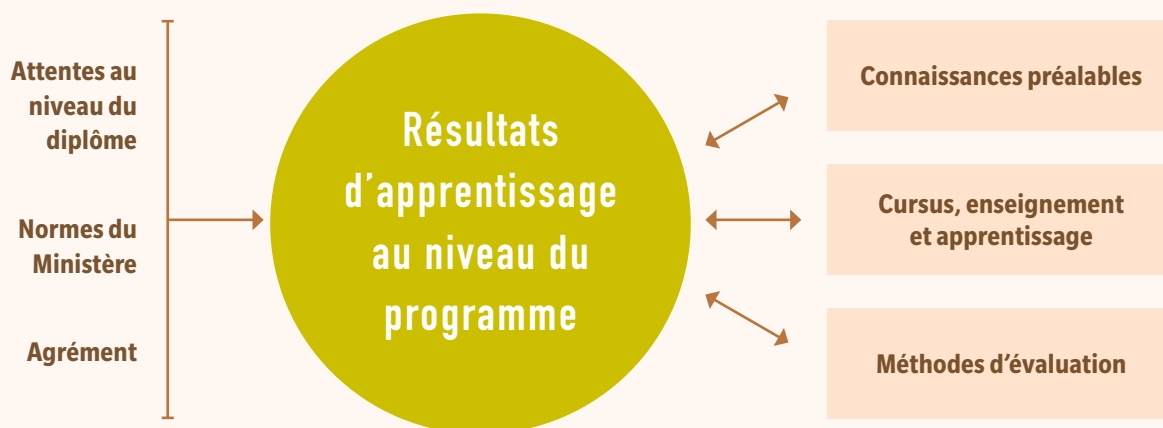 Attentes au
niveau du
diplôme
Normes du
Ministère
Agrément
Résultats
d’apprentissage
au niveau du
programme
Connaissances préalables
Cursus, enseignement
et apprentissage
Méthodes d’évaluation